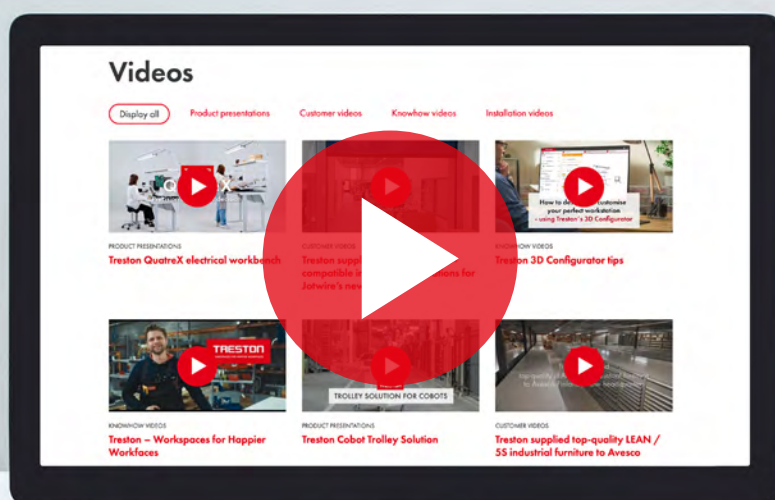 Videos
Display all
Product presentations
Customer videos
Knowhow videos
Installation videos
How to
customise
your perfect workstation
- using Treston's 3D Configurator
PRODUCT PRESENTATIONS
Treston QuatreX electrical workbench
CUSTOMER VIDEOS
Treston
compatible
for
Jotwire's new
KNOWHOW VIDEOS
Treston 3D Configurator tips
TRESTON
TROLLEY SOLUTION FOR COBOTS
KNOWHOW VIDEOS
Treston – Workspaces for Happier
Workfaces
PRODUCT PRESENTATIONS
Treston Cobot Trolley Solution
CUSTOMER VIDEOS
Treston supplied top-quality LEAN /
5S industrial furniture to Avesco